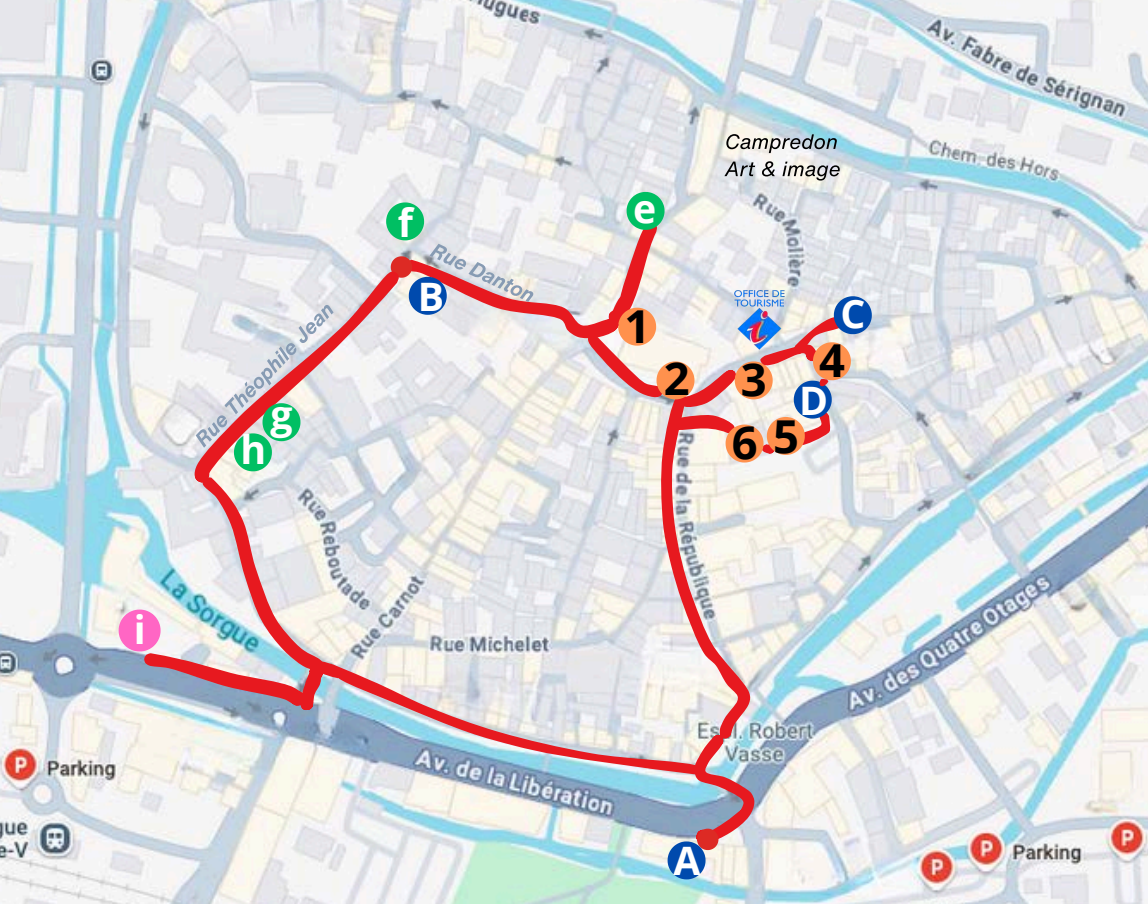 Av. Fabre de Sérignan
Campredon
Art & image
Chem. des Hors
Rue Molière
e
f
Rue Danton
B
1
OFFICE DE
TOURISME
i
C
Rue Théophile Jean
2
3
4
D
g
h
6
5
Rue de la République
Rue Reboutade
La Sorgue
Rue Carnot
i
Rue Michelet
Av. des Quatre Otages
Robert
Vasse
P
Parking
Av. de la Libération
A
P
P
Parking
P